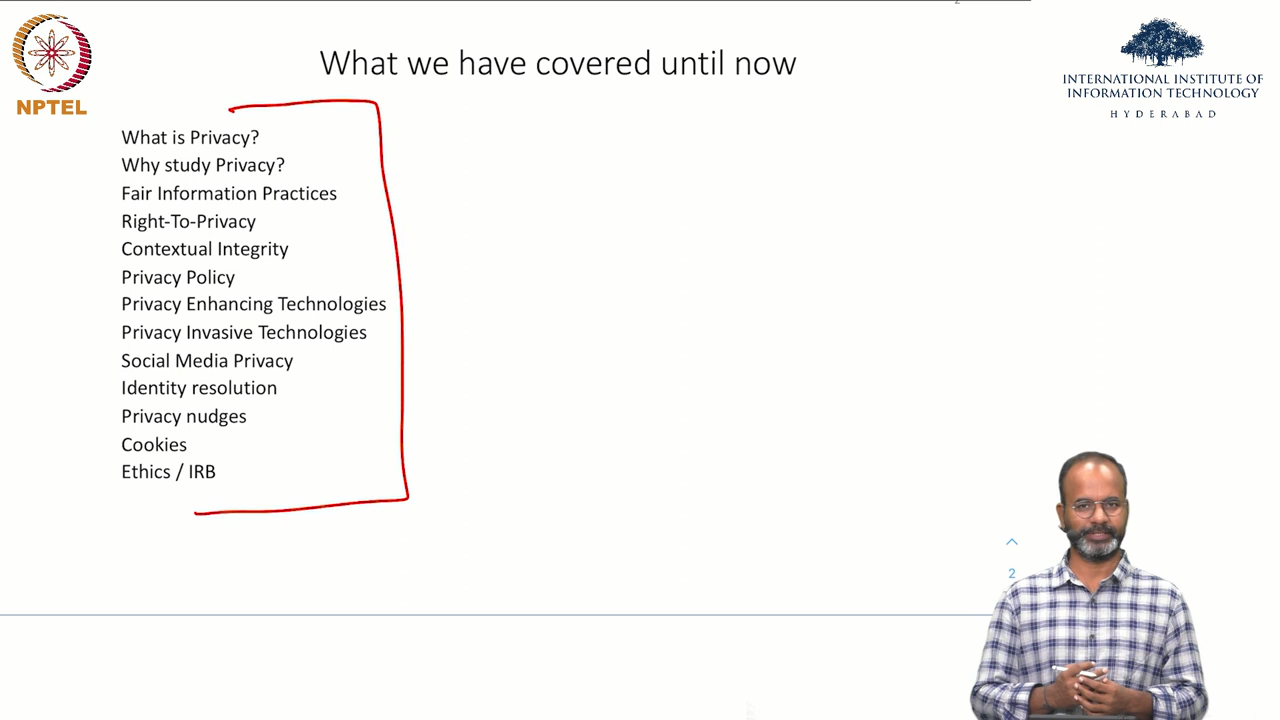 What we have covered until now
NPTEL
INTERNATIONAL INSTITUTE OF
INFORMATION TECHNOLOGY
HYDERABAD
What is Privacy?
Why study Privacy?
Fair Information Practices
Right-To-Privacy
Contextual Integrity
Privacy Policy
Privacy Enhancing Technologies
Privacy Invasive Technologies
Social Media Privacy
Identity resolution
Privacy nudges
Cookies
Ethics / IRB
2